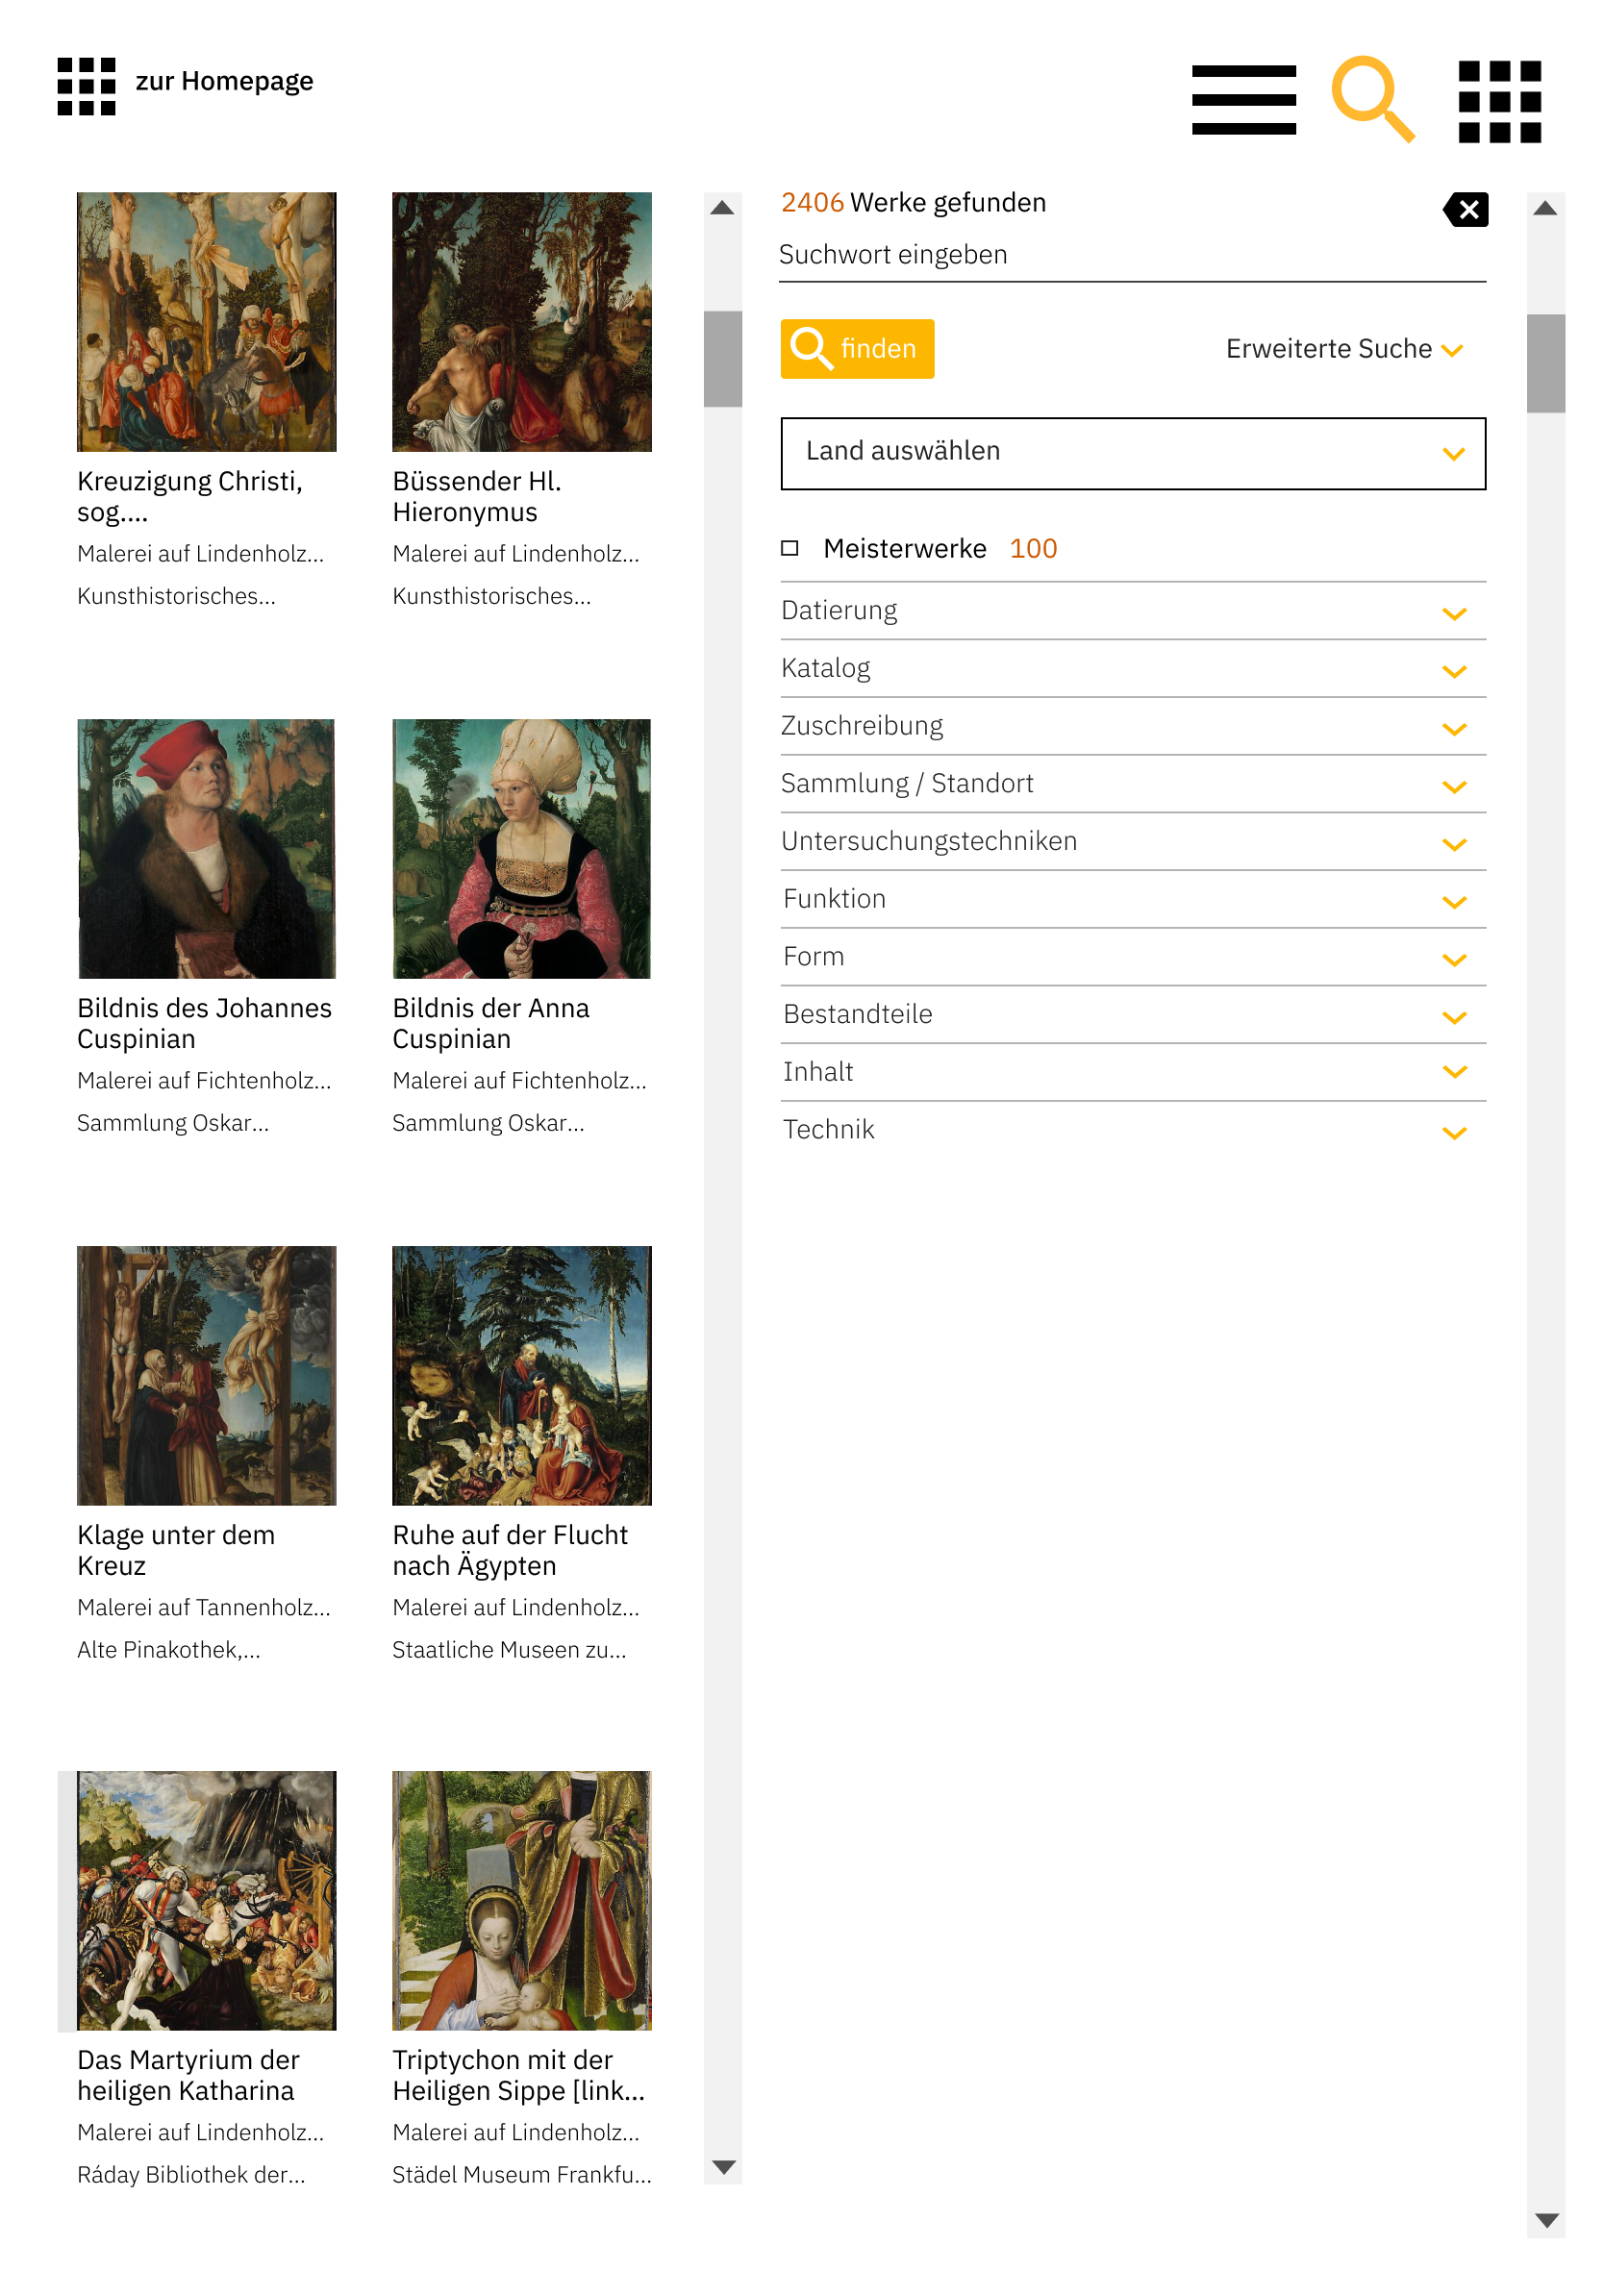 zur Homepage
Kreuzigung Christi,
sog....
Malerei auf Lindenholz...
Kunsthistorisches...
Büssender Hl.
Hieronymus
Malerei auf Lindenholz...
Kunsthistorisches...
Bildnis des Johannes
Cuspinian
Malerei auf Fichtenholz...
Sammlung Oskar...
Bildnis der Anna
Cuspinian
Malerei auf Fichtenholz...
Sammlung Oskar...
Klage unter dem
Kreuz
Malerei auf Tannenholz...
Alte Pinakothek,...
Ruhe auf der Flucht
nach Ägypten
Malerei auf Lindenholz...
Staatliche Museen zu...
Das Martyrium der
heiligen Katharina
Malerei auf Lindenholz...
Ráday Bibliothek der...
Triptychon mit der
Heiligen Sippe [link...
Malerei auf Lindenholz...
Städel Museum Frankfu...
2406 Werke gefunden
Suchwort eingeben
finden
Erweiterte Suche
Land auswählen
Meisterwerke 100
Datierung
Katalog
Zuschreibung
Sammlung / Standort
Untersuchungstechniken
Funktion
Form
Bestandteile
Inhalt
Technik